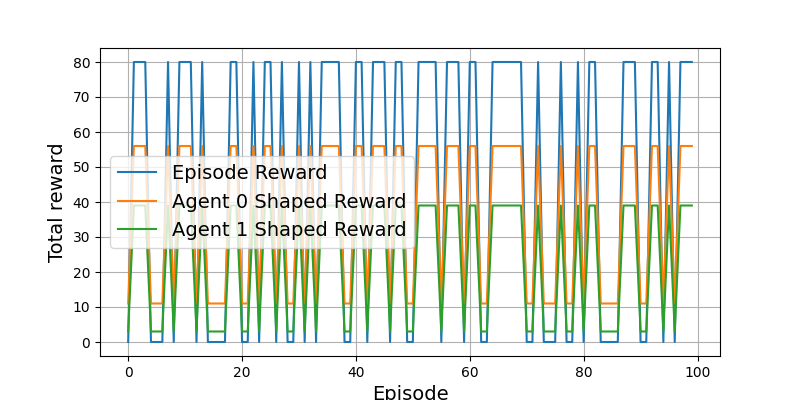 80
70
60
50
40
30
20
10
0
Total reward
Episode Reward
Agent 0 Shaped Reward
Agent 1 Shaped Reward
0 20 40 60 80 100
Episode